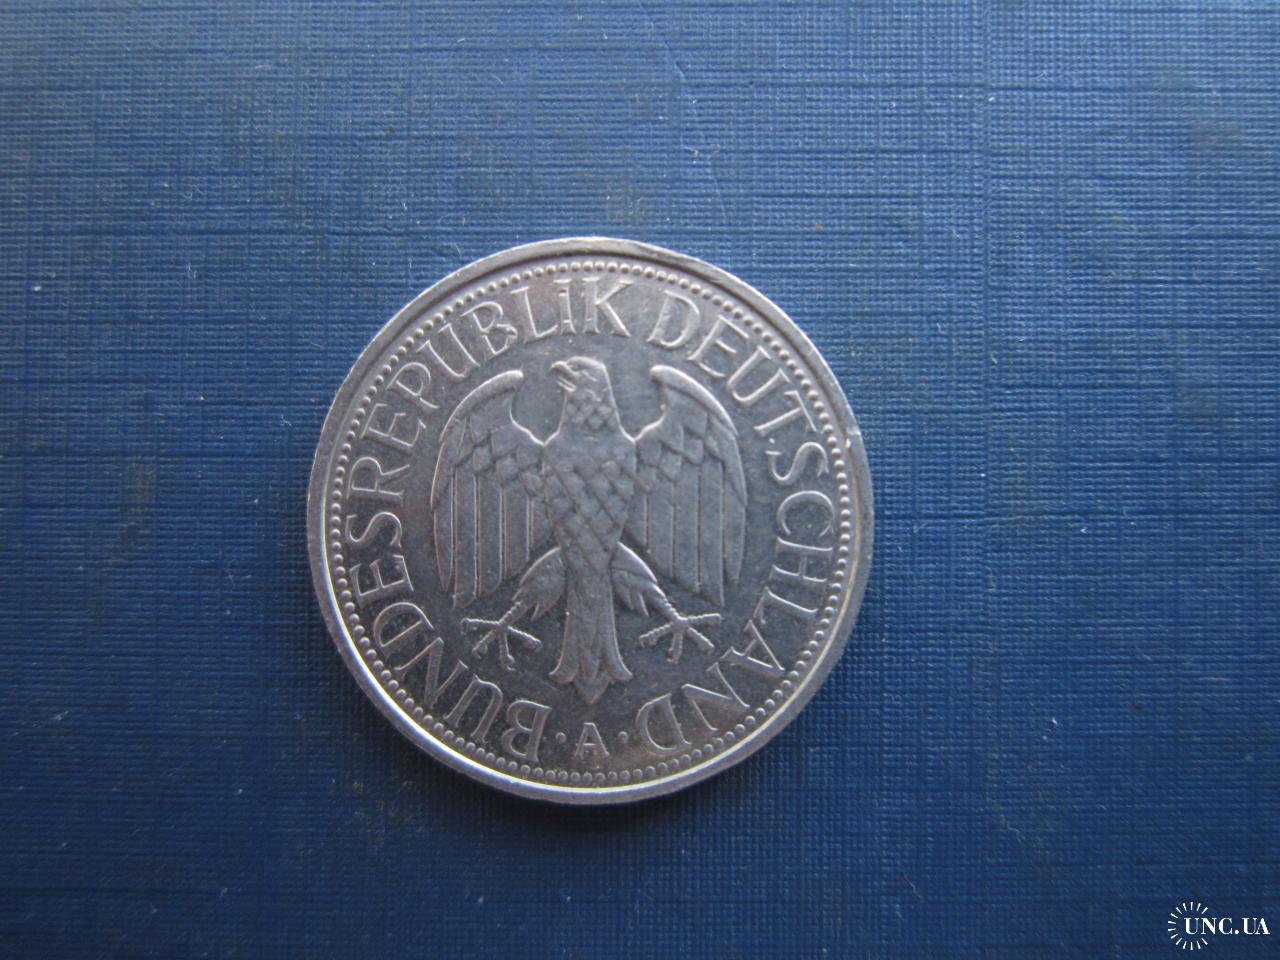 BUNDESREPUBLIK DEUTSCHLAND
· A ·
UNC.UA